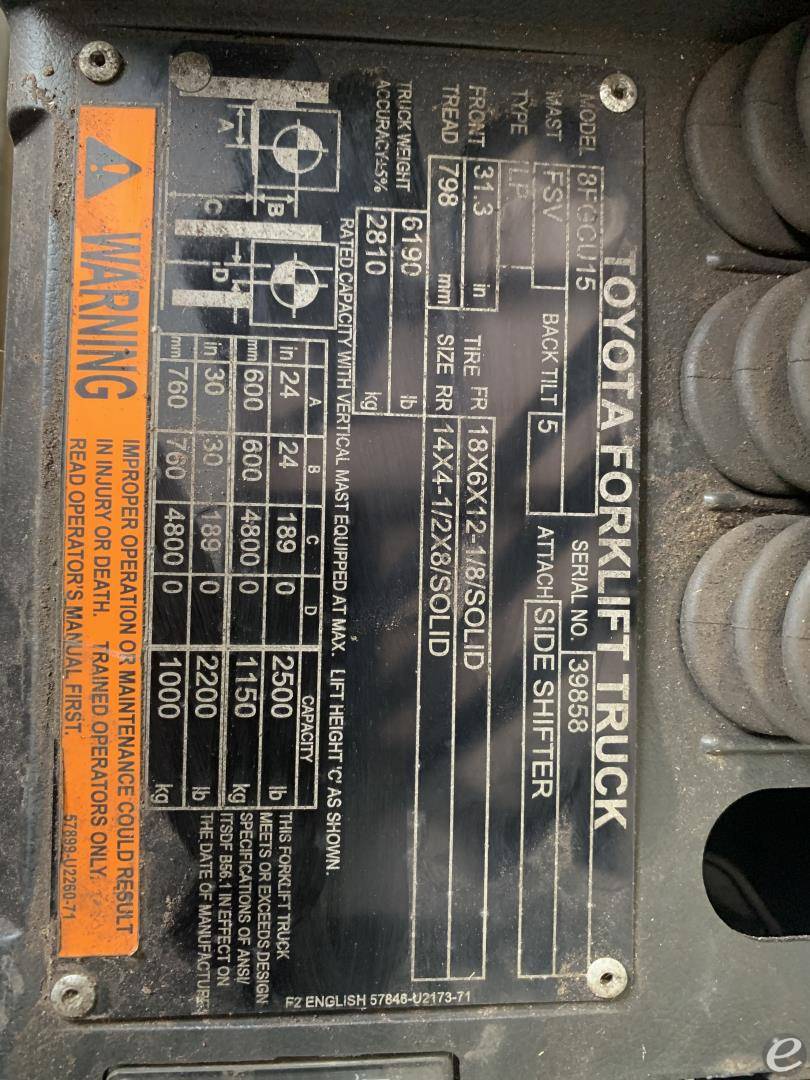 TOYOTA FORKLIFT TRUCK
MODEL 8FGCU15 SERIAL NO. 39858
MAST FSV BACK TILT 5 ATTACH SIDE SHIFTER
TYPE LP
FRONT 31.3 in TIRE FR 18X6X12-1/8/SOLID
TREAD 798 mm SIZE RR 14X4-1/2X8/SOLID
TRUCK WEIGHT 6190 lb
ACCURACY±5% 2810 kg
RATED CAPACITY WITH VERTICAL MAST EQUIPPED AT MAX. LIFT HEIGHT 'C' AS SHOWN.
A B C D CAPACITY
in 24 24 189 0 2500 lb
mm 600 600 4800 0 1150 kg
in 30 30 189 0 2200 lb
mm 760 760 4800 0 1000 kg
A B C D
THIS FORKLIFT TRUCK
MEETS OR EXCEEDS DESIGN
SPECIFICATIONS OF ANSI/
ITSDF B56.1 IN EFFECT ON
THE DATE OF MANUFACTURE
WARNING
IMPROPER OPERATION OR MAINTENANCE COULD RESULT
IN INJURY OR DEATH. TRAINED OPERATORS ONLY.
READ OPERATOR'S MANUAL FIRST.
57899-U2260-71
F2 ENGLISH 57846-U2173-71
e